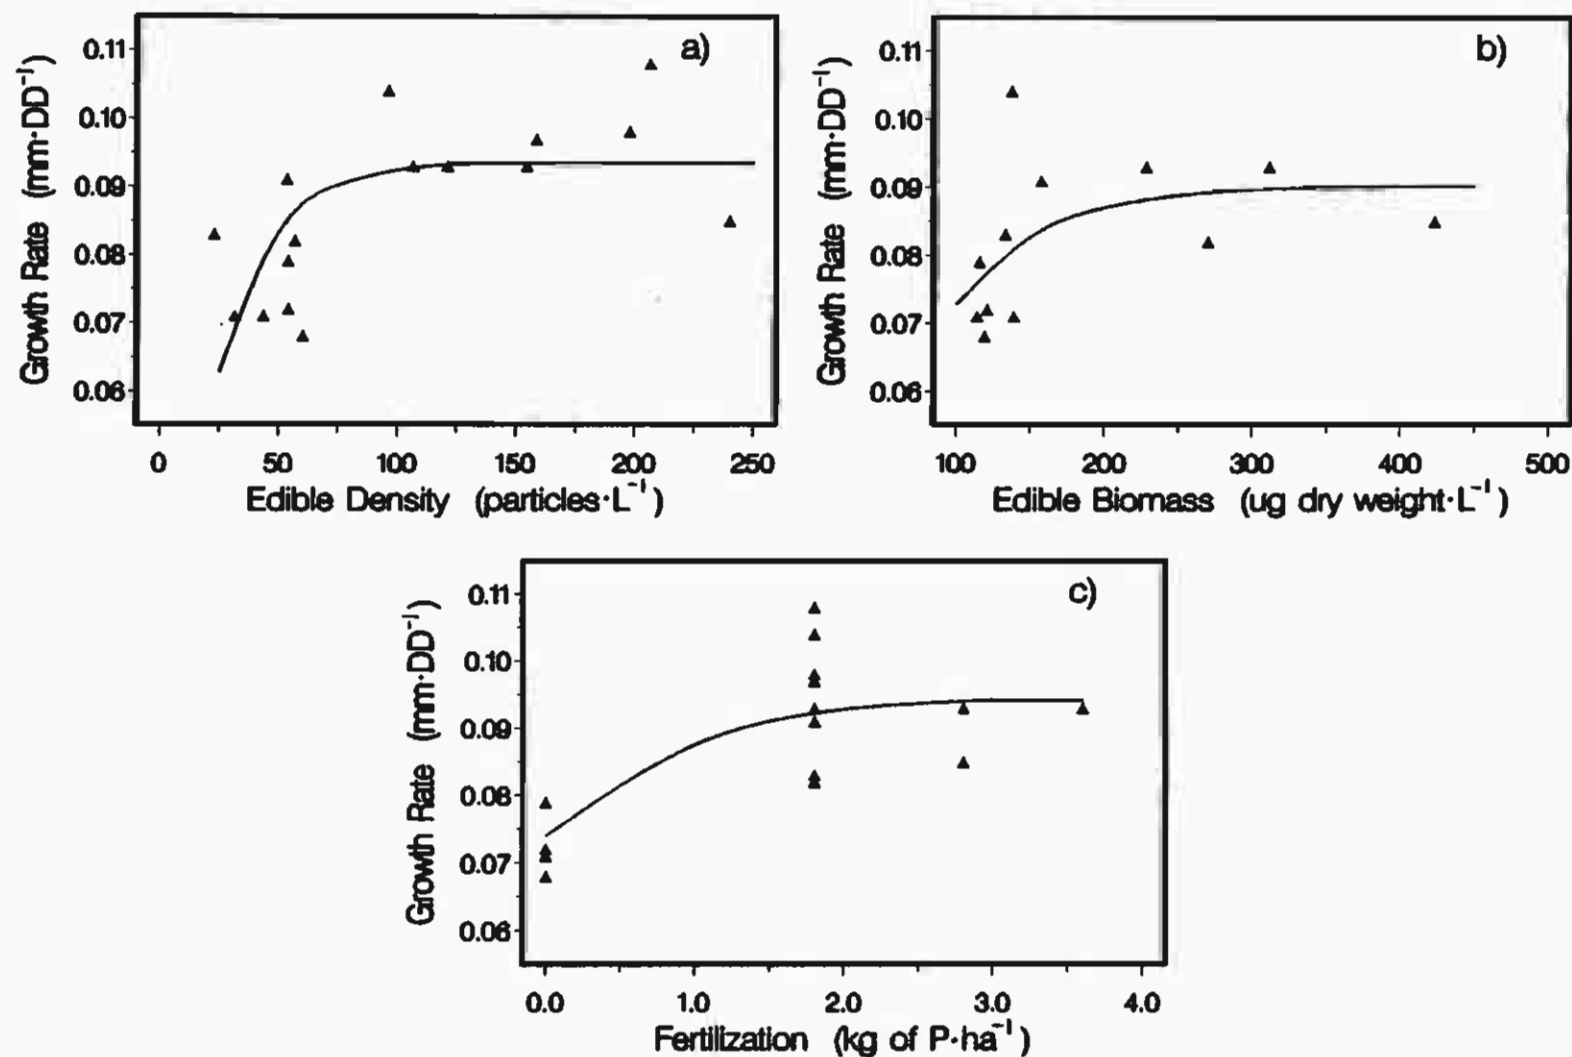 a)
0.11
0.10
0.09
0.08
0.07
0.06
Growth Rate (mm·DD⁻¹)
0 50 100 150 200 250
Edible Density (particles·L⁻¹)
b)
0.11
0.10
0.09
0.08
0.07
0.06
Growth Rate (mm·DD⁻¹)
100 200 300 400 500
Edible Biomass (ug dry weight·L⁻¹)
c)
0.11
0.10
0.09
0.08
0.07
0.06
Growth Rate (mm·DD⁻¹)
0.0 1.0 2.0 3.0 4.0
Fertilization (kg of P·ha⁻¹)